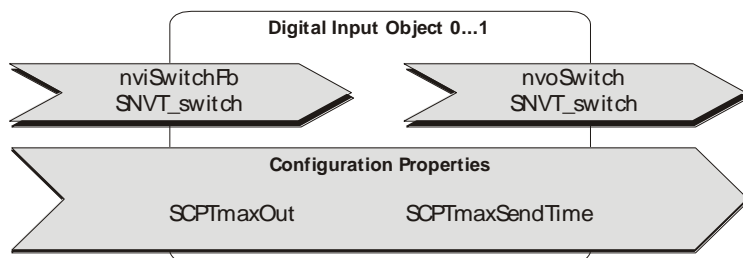 Digital Input Object 0...1
nviSwitchFb nvoSwitch
SNVT_switch SNVT_switch
Configuration Properties
SCPTmaxOut SCPTmaxSendTime